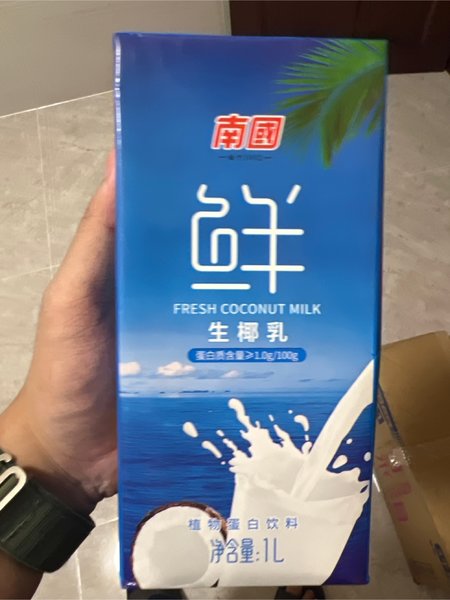 南國
鲜
FRESH COCONUT MILK
生椰乳
蛋白质含量≥1.0g/100g
植物蛋白饮料
净含量:1L